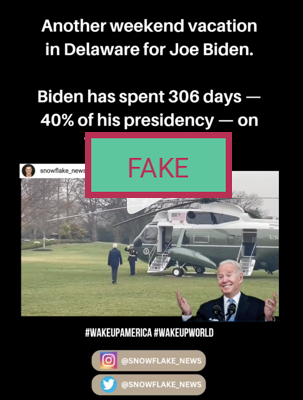 Another weekend vacation
in Delaware for Joe Biden.
Biden has spent 306 days —
40% of his presidency — on
FAKE
snowflake_news
#WAKEUPAMERICA #WAKEUPWORLD
@SNOWFLAKE_NEWS
@SNOWFLAKE_NEWS